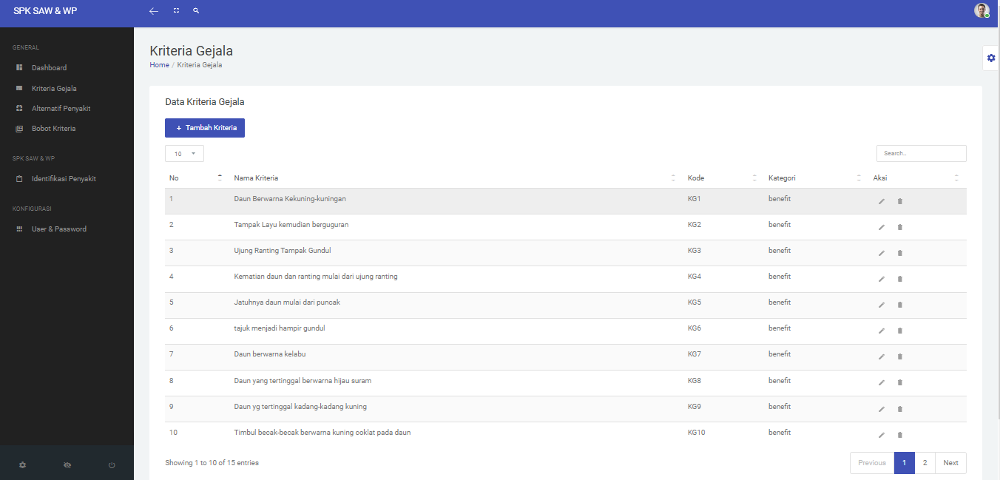 SPK SAW & WP
GENERAL
Dashboard
Kriteria Gejala
Alternatif Penyakit
Bobot Kriteria
SPK SAW & WP
Identifikasi Penyakit
KONFIGURASI
User & Password
Kriteria Gejala
Home / Kriteria Gejala
Data Kriteria Gejala
+ Tambah Kriteria
10
Search..
No Nama Kriteria Kode Kategori Aksi
1 Daun Berwarna Kekuning-kuningan KG1 benefit
2 Tampak Layu kemudian berguguran KG2 benefit
3 Ujung Ranting Tampak Gundul KG3 benefit
4 Kematian daun dan ranting mulai dari ujung ranting KG4 benefit
5 Jatuhnya daun mulai dari puncak KG5 benefit
6 tajuk menjadi hampir gundul KG6 benefit
7 Daun berwarna kelabu KG7 benefit
8 Daun yang tertinggal berwarna hijau suram KG8 benefit
9 Daun yg tertinggal kadang-kadang kuning KG9 benefit
10 Timbul becak-becak berwarna kuning coklat pada daun KG10 benefit
Showing 1 to 10 of 15 entries
Previous 1 2 Next